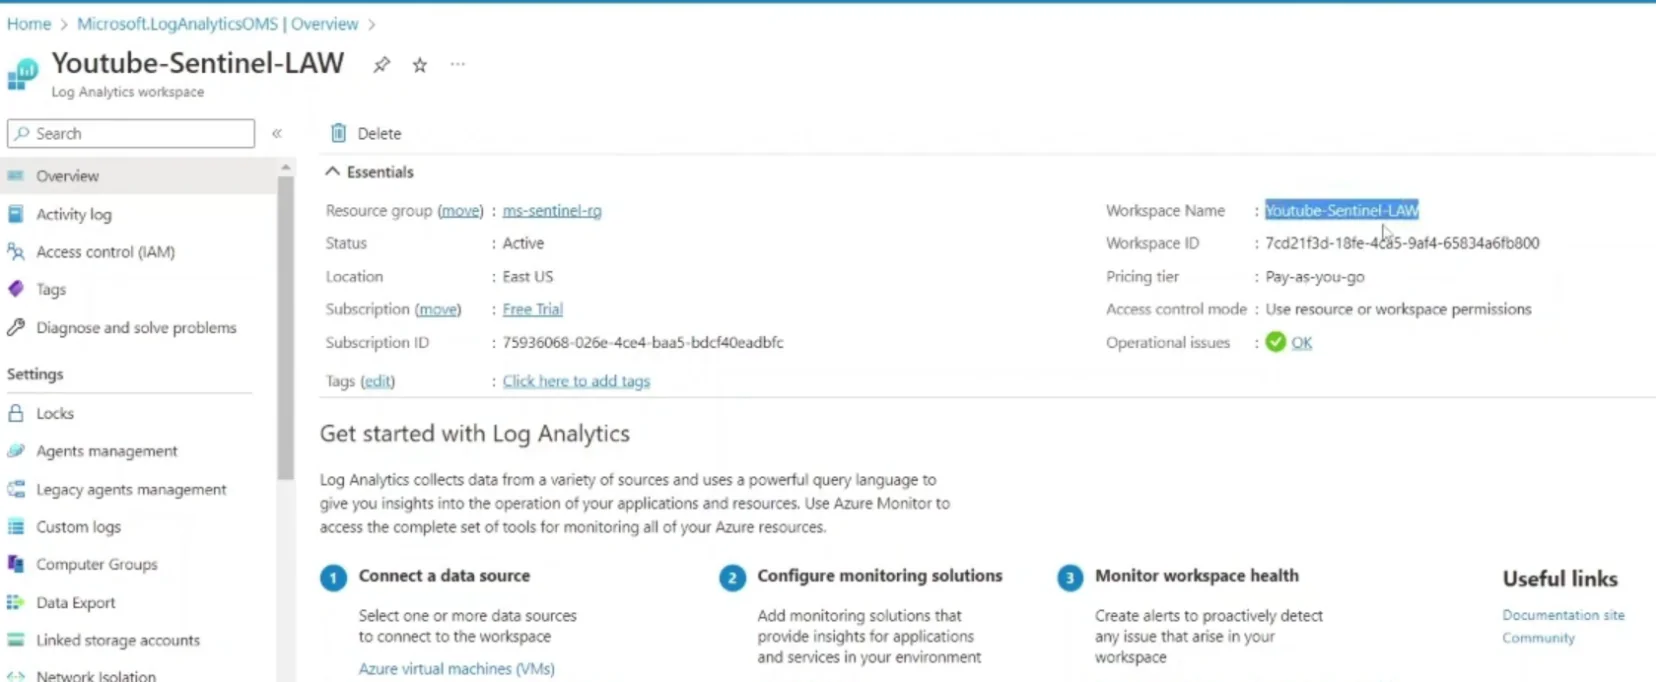 Home > Microsoft.LogAnalyticsOMS | Overview >
Youtube-Sentinel-LAW ...
Log Analytics workspace
Search «
Overview
Activity log
Access control (IAM)
Tags
Diagnose and solve problems
Settings
Locks
Agents management
Legacy agents management
Custom logs
Computer Groups
Data Export
Linked storage accounts
Network Isolation
Delete
Essentials
Resource group (move) : ms-sentinel-rg
Status : Active
Location : East US
Subscription (move) : Free Trial
Subscription ID : 75936068-026e-4ce4-baa5-bdcf40eadbfc
Tags (edit) : Click here to add tags
Workspace Name : Youtube-Sentinel-LAW
Workspace ID : 7cd21f3d-18fe-4ca5-9af4-65834a6fb800
Pricing tier : Pay-as-you-go
Access control mode : Use resource or workspace permissions
Operational issues : OK
Get started with Log Analytics
Log Analytics collects data from a variety of sources and uses a powerful query language to
give you insights into the operation of your applications and resources. Use Azure Monitor to
access the complete set of tools for monitoring all of your Azure resources.
1 Connect a data source
Select one or more data sources
to connect to the workspace
Azure virtual machines (VMs)
2 Configure monitoring solutions
Add monitoring solutions that
provide insights for applications
and services in your environment
3 Monitor workspace health
Create alerts to proactively detect
any issue that arise in your
workspace
Useful links
Documentation site
Community